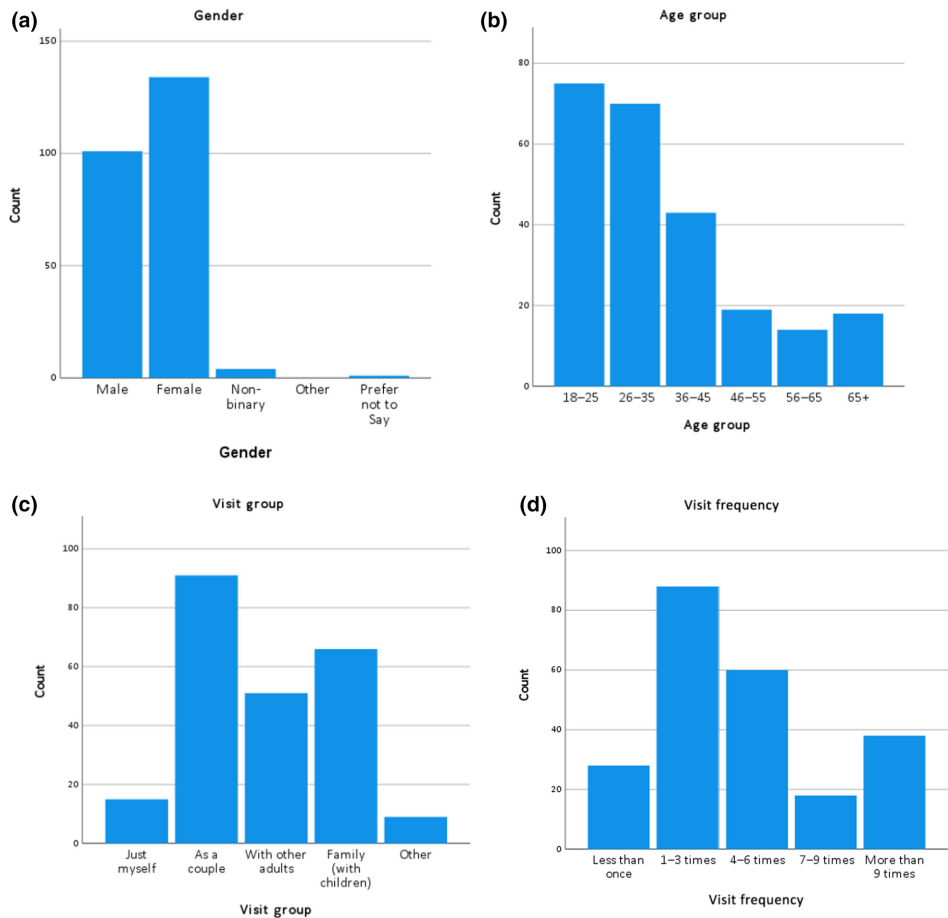 (a)
Gender
150
100
50
0
Count
Male
Female
Non-
binary
Other
Prefer
not to
Say
Gender
(b)
Age group
80
60
40
20
0
Count
18–25
26–35
36–45
46–55
56–65
65+
Age group
(c)
Visit group
100
80
60
40
20
0
Count
Just
myself
As a
couple
With other
adults
Family
(with
children)
Other
Visit group
(d)
Visit frequency
100
80
60
40
20
0
Count
Less than
once
1–3 times
4–6 times
7–9 times
More than
9 times
Visit frequency